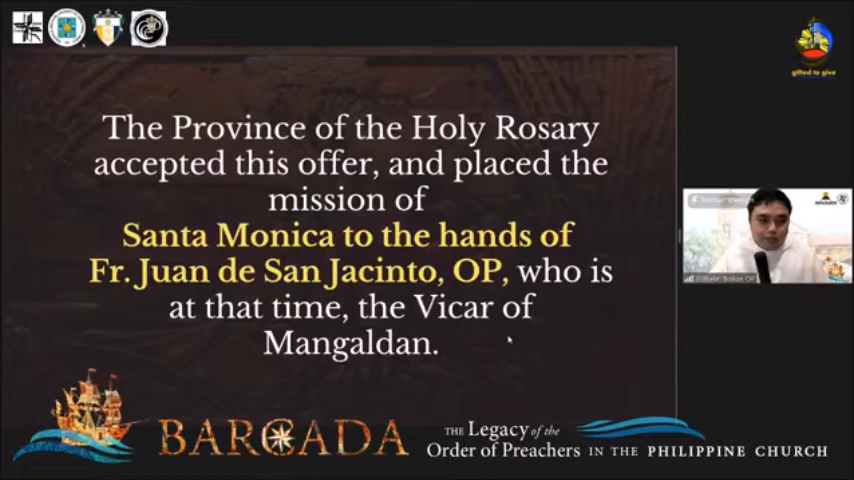 gifted to give
The Province of the Holy Rosary
accepted this offer, and placed the
mission of
Santa Monica to the hands of
Fr. Juan de San Jacinto, OP, who is
at that time, the Vicar of
Mangaldan.
BARCADA
THE Legacy of the
Order of Preachers IN THE PHILIPPINE CHURCH